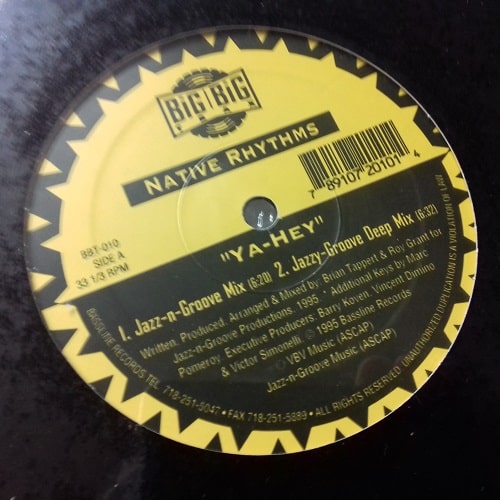 BIG BIG
TRAX
NATIVE RHYTHMS
7 89107 20101 4
"YA-HEY"
BBT-010
SIDE A
33 1/3 RPM
1. Jazz-n-Groove Mix (6:20) 2. Jazzy-Groove Deep Mix (6:32)
Written, Produced, Arranged & Mixed by Brian Tappert & Roy Grant for
Jazz-n-Groove Productions, 1995 * Additional Keys by Marc
Pomeroy. Executive Producers: Barry Koven, Vincent Dimino
& Victor Simonelli. ℗ © 1995 Bassline Records
VBV Music (ASCAP)
Jazz-n-Groove Music (ASCAP)
BASSLINE RECORDS TEL. 718-251-5047 • FAX 718-251-5889 • ALL RIGHTS RESERVED. UNAUTHORIZED DUPLICATION IS A VIOLATION OF LAW